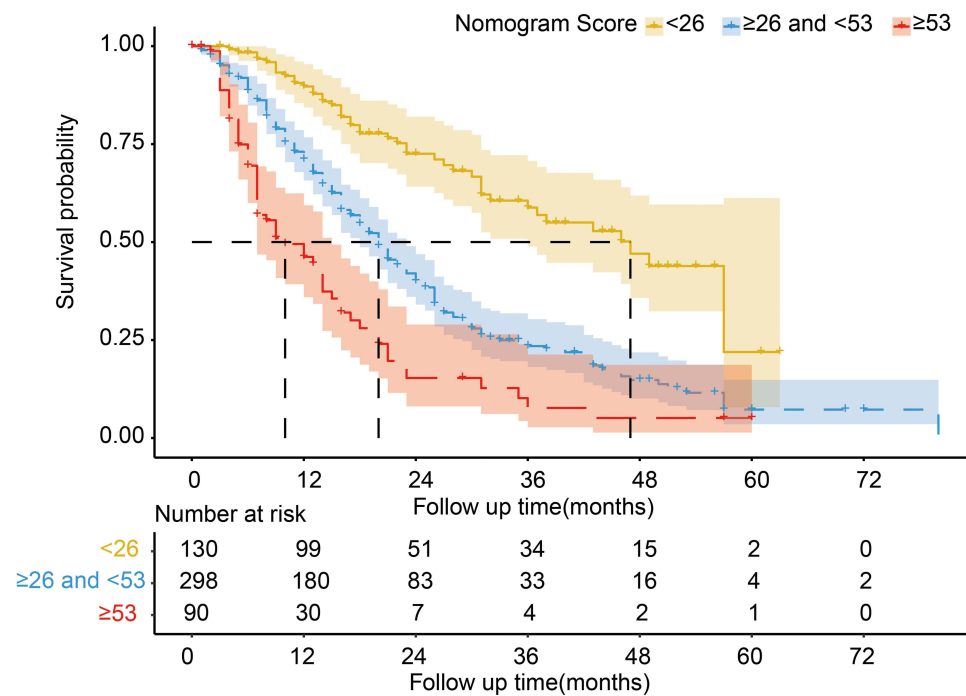 Nomogram Score <26 ≥26 and <53 ≥53
1.00
0.75
0.50
0.25
0.00
Survival probability
0 12 24 36 48 60 72
Follow up time(months)
Number at risk
<26 130 99 51 34 15 2 0
≥26 and <53 298 180 83 33 16 4 2
≥53 90 30 7 4 2 1 0
0 12 24 36 48 60 72
Follow up time(months)